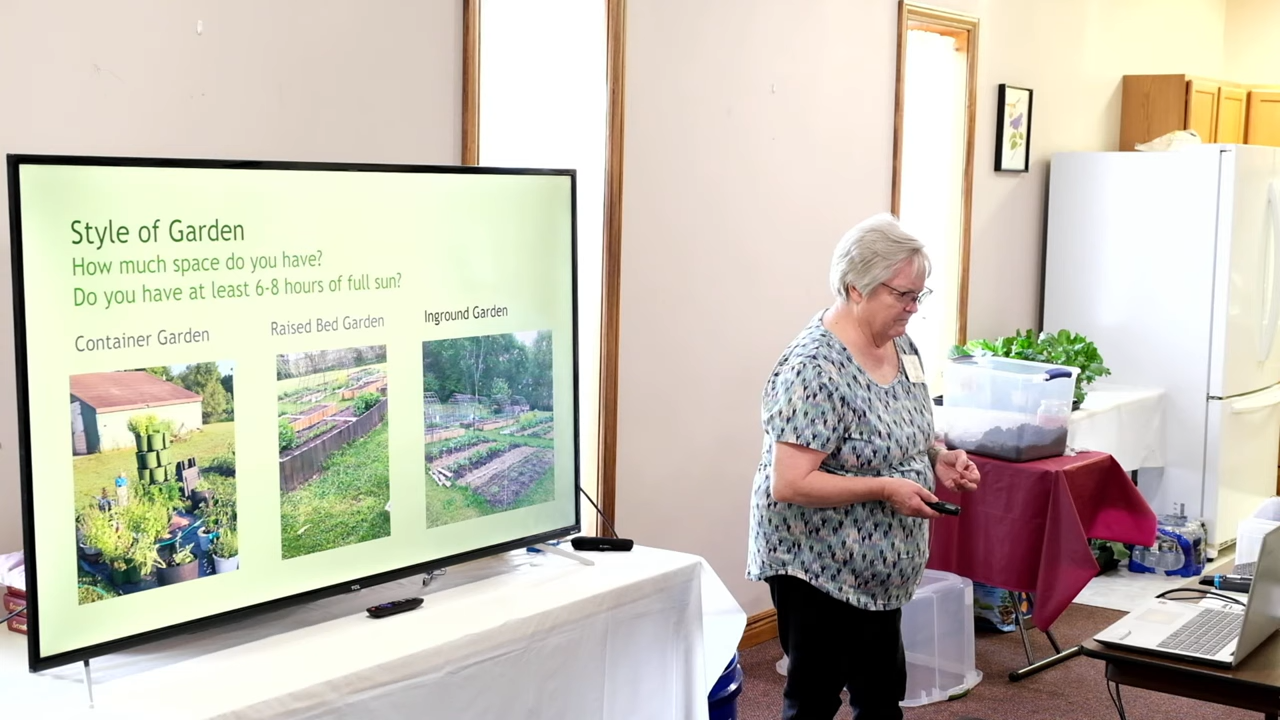 Style of Garden
How much space do you have?
Do you have at least 6-8 hours of full sun?
Container Garden
Raised Bed Garden
Inground Garden
TCL